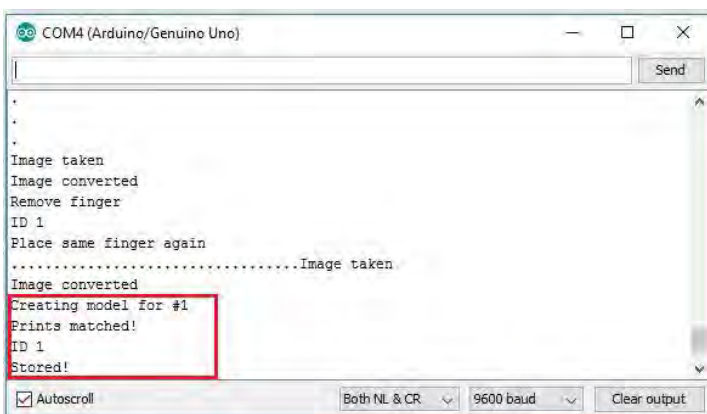 COM4 (Arduino/Genuino Uno)
Send
.
.
.
Image taken
Image converted
Remove finger
ID 1
Place same finger again
..................................Image taken
Image converted
Creating model for #1
Prints matched!
ID 1
Stored!
Autoscroll
Both NL & CR
9600 baud
Clear output